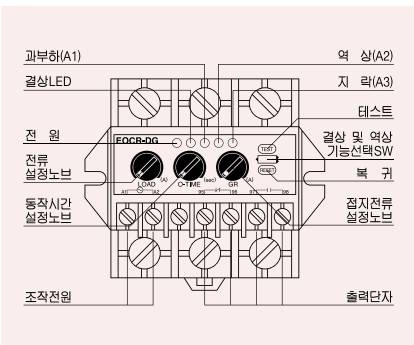 과부하(A1)
역 상(A2)
결상LED
지 락(A3)
테스트
전 원
EOCR-DG
TEST
결상 및 역상
기능선택SW
전류
설정노브
RESET
복 귀
LOAD
(A)
O-TIME
(sec)
GR
(A)
A1
A2
95
96
97
98
동작시간
설정노브
접지전류
설정노브
조작전원
출력단자